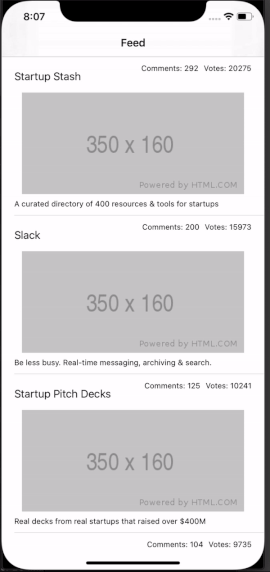 8:07
Feed
Comments: 292 Votes: 20275
Startup Stash
350 x 160
Powered by HTML.COM
A curated directory of 400 resources & tools for startups
Comments: 200 Votes: 15973
Slack
350 x 160
Powered by HTML.COM
Be less busy. Real-time messaging, archiving & search.
Comments: 125 Votes: 10241
Startup Pitch Decks
350 x 160
Powered by HTML.COM
Real decks from real startups that raised over $400M
Comments: 104 Votes: 9735